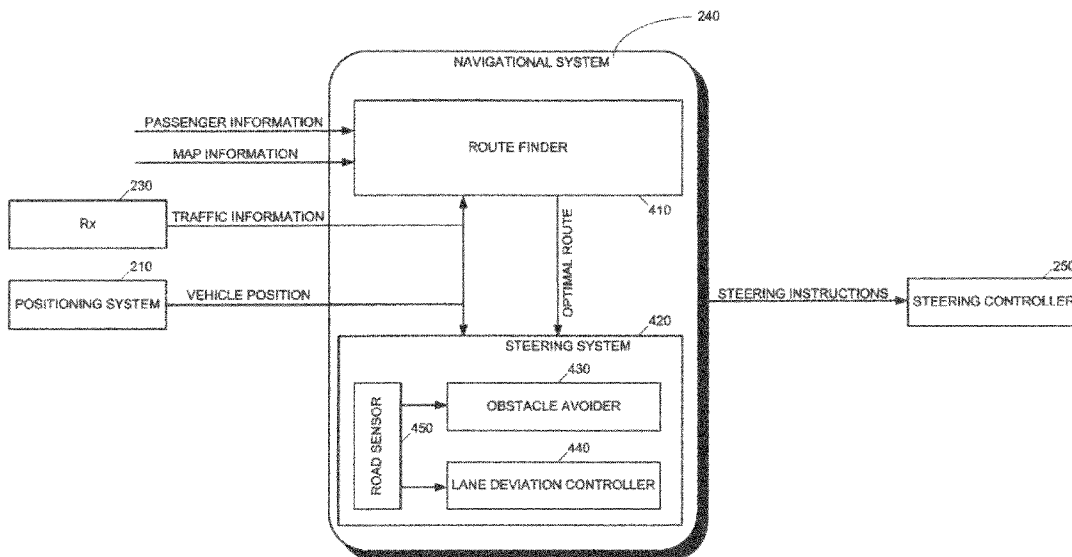 240
NAVIGATIONAL SYSTEM
PASSENGER INFORMATION
MAP INFORMATION
ROUTE FINDER
230
Rx
TRAFFIC INFORMATION
410
OPTIMAL ROUTE
210
POSITIONING SYSTEM
VEHICLE POSITION
STEERING INSTRUCTIONS
250
STEERING CONTROLLER
420
STEERING SYSTEM
430
OBSTACLE AVOIDER
ROAD SENSOR
450
440
LANE DEVIATION CONTROLLER